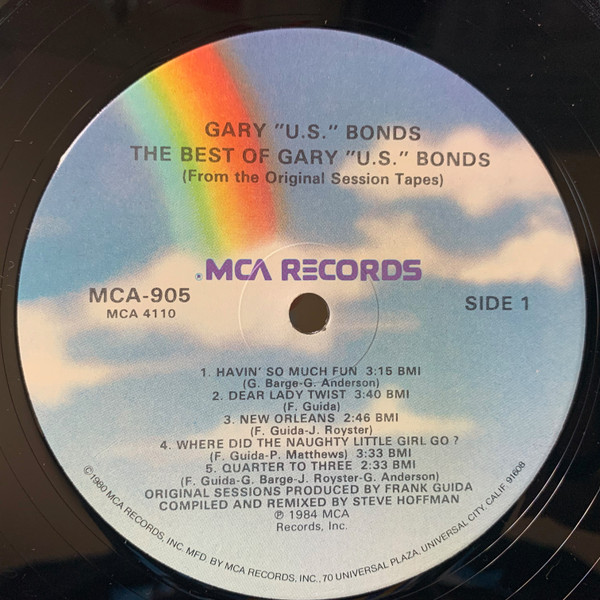 GARY "U.S." BONDS
THE BEST OF GARY "U.S." BONDS
(From the Original Session Tapes)
® MCA RECORDS
MCA-905
MCA 4110
SIDE 1
1. HAVIN' SO MUCH FUN 3:15 BMI
(G. Barge-G. Anderson)
2. DEAR LADY TWIST 3:40 BMI
(F. Guida)
3. NEW ORLEANS 2:46 BMI
(F. Guida-J. Royster)
4. WHERE DID THE NAUGHTY LITTLE GIRL GO ?
(F. Guida-P. Matthews) 3:33 BMI
5. QUARTER TO THREE 2:33 BMI
(F. Guida-G. Barge-J. Royster-G. Anderson)
ORIGINAL SESSIONS PRODUCED BY FRANK GUIDA
COMPILED AND REMIXED BY STEVE HOFFMAN
℗ 1984 MCA
Records, Inc.
©1980 MCA RECORDS, INC. MFD. BY MCA RECORDS, INC., 70 UNIVERSAL PLAZA, UNIVERSAL CITY, CALIF. 91608